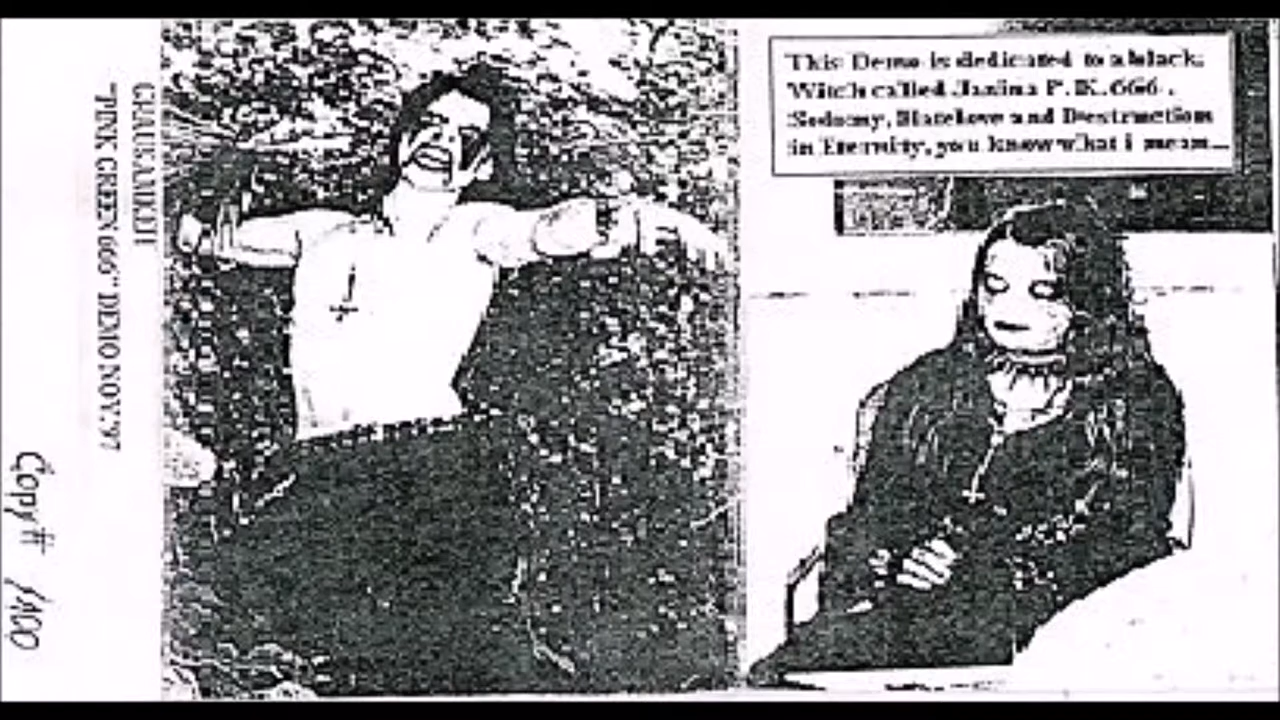 This Demo is dedicated to a black
Witch called Janina P. K. 666.
Sodomy, Hatelove and Destruction
in Eternity, you know what i mean...
"PINK GREEN 666" DEMO NOV.'97
Copy #